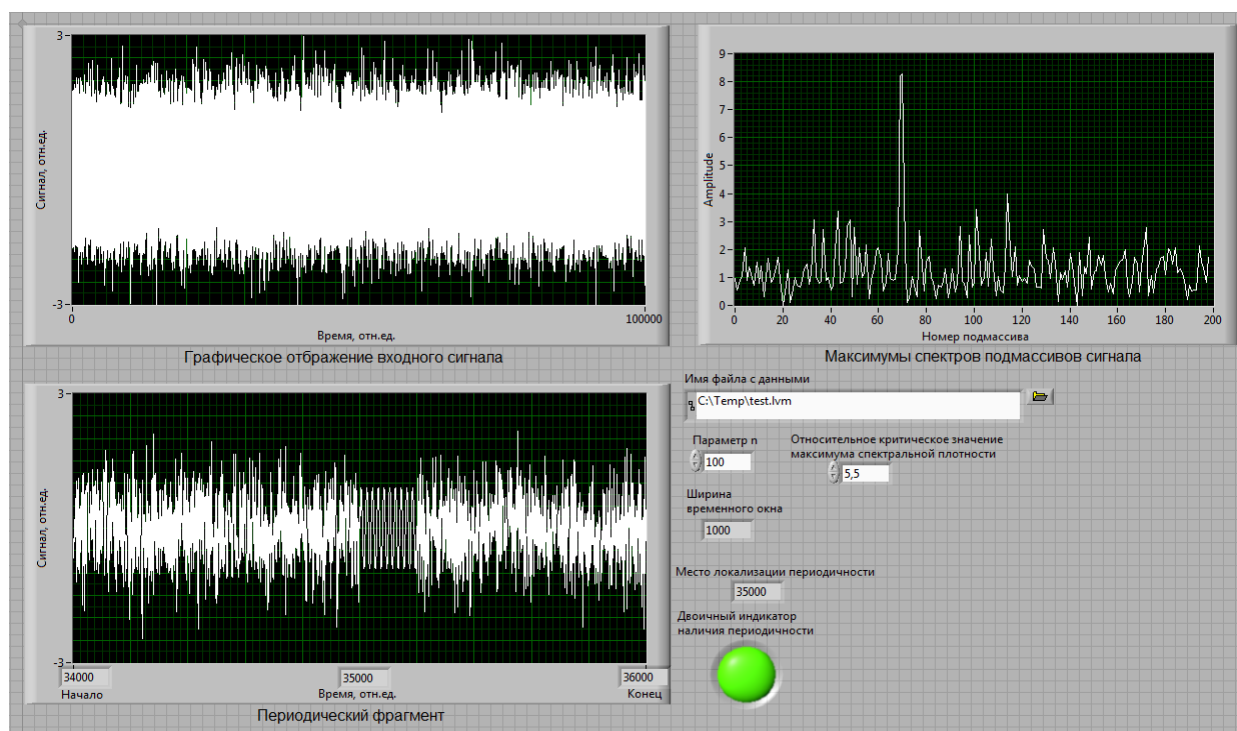 3
Сигнал, отн.ед.
-3
0
100000
Время, отн.ед.
Графическое отбражение входного сигнала
9
8
7
6
5
4
3
2
1
0
Amplitude
0 20 40 60 80 100 120 140 160 180 200
Номер подмассива
Максимумы спектров подмассивов сигнала
3
Сигнал, отн.ед.
-3
34000
35000
36000
Начало
Время, отн.ед.
Конец
Периодический фрагмент
Имя файла с данными
C:\Temp\test.lvm
Параметр n
100
Относительное критическое значение
максимума спектральной плотности
5,5
Ширина
временного окна
1000
Место локализации периодичности
35000
Двоичный индикатор
наличия периодичности